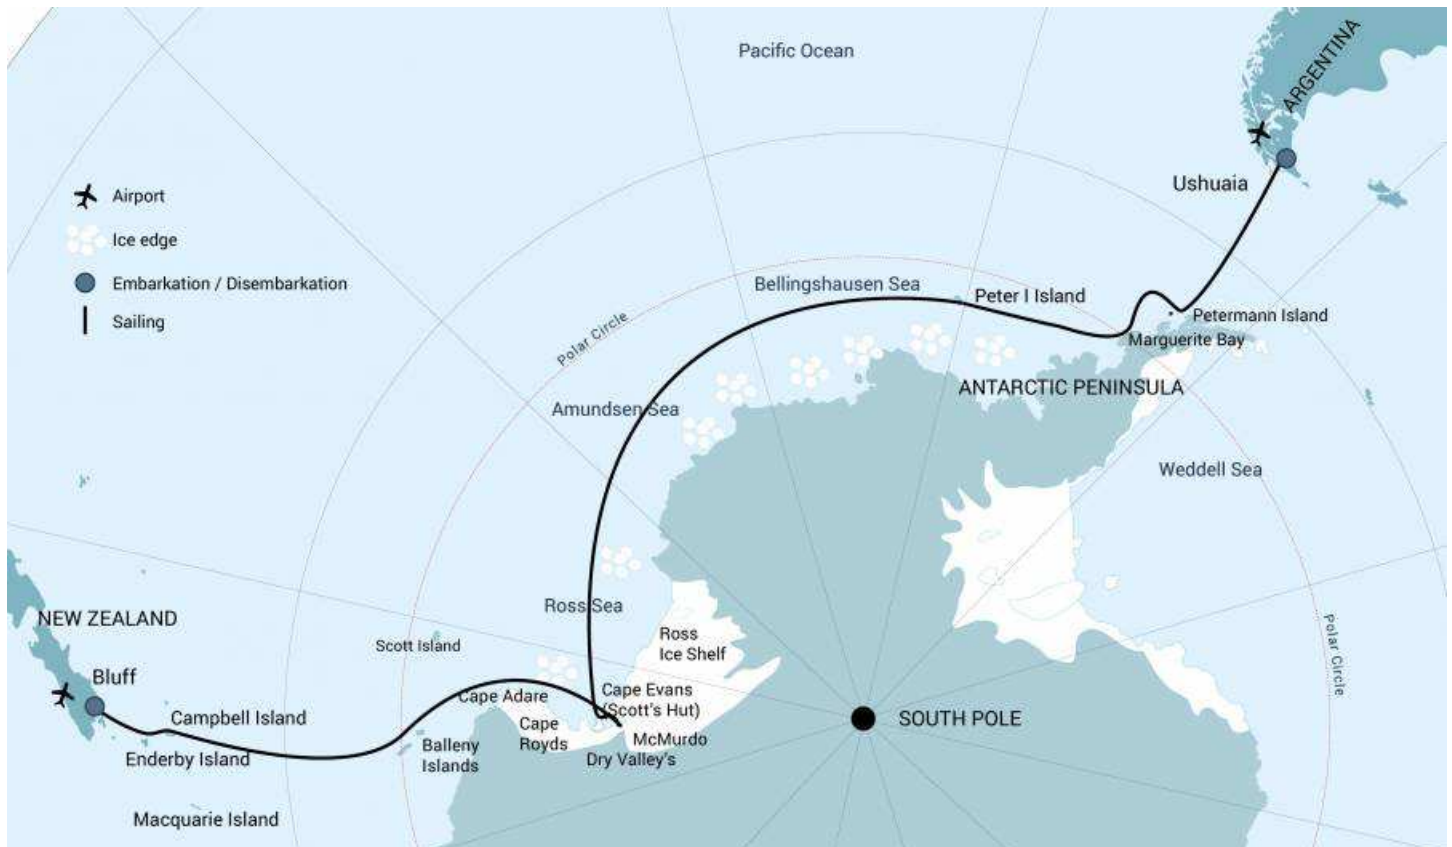 Pacific Ocean
ARGENTINA
Airport
Ushuaia
Ice edge
Embarkation / Disembarkation
Bellingshausen Sea
Peter I Island
Sailing
Petermann Island
Polar Circle
Marguerite Bay
ANTARCTIC PENINSULA
Amundsen Sea
Weddell Sea
Ross Sea
NEW ZEALAND
Scott Island
Ross
Ice Shelf
Polar Circle
Bluff
Cape Adare
Cape Evans
(Scott's Hut)
Campbell Island
Cape
Royds
SOUTH POLE
McMurdo
Balleny
Islands
Enderby Island
Dry Valley's
Macquarie Island